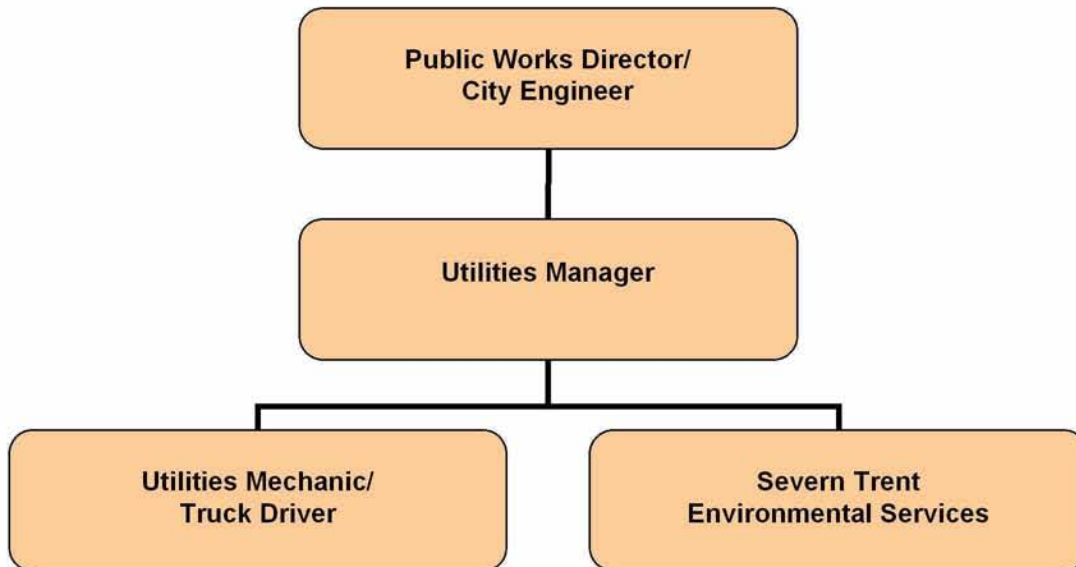 Public Works Director/
City Engineer
Utilities Manager
Utilities Mechanic/
Truck Driver
Severn Trent
Environmental Services